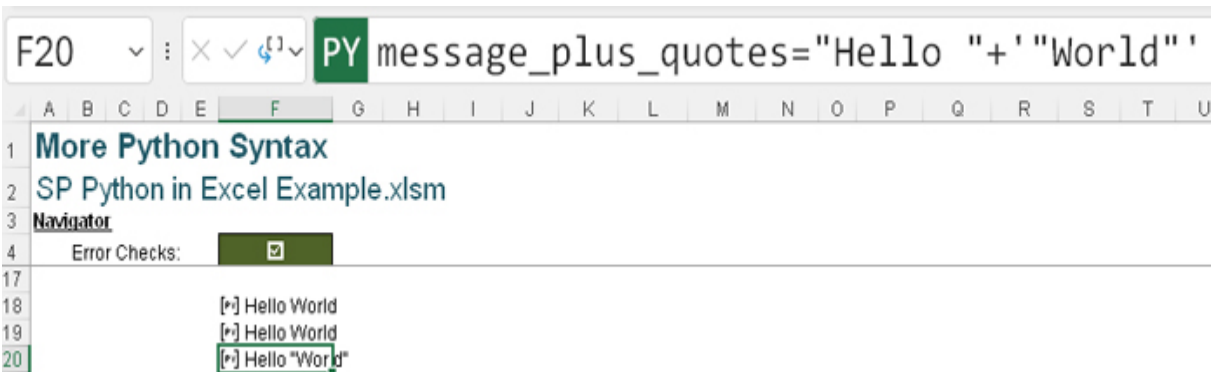 F20 PY message_plus_quotes="Hello "+'"World"'
A B C D E F G H I J K L M N O P Q R S T U
1 More Python Syntax
2 SP Python in Excel Example.xlsm
3 Navigator
4 Error Checks:
17
18 Hello World
19 Hello World
20 Hello "World"